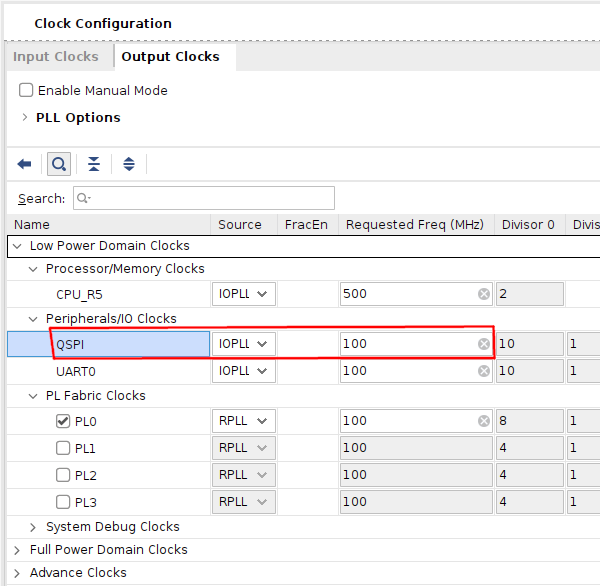 Clock Configuration
Input Clocks Output Clocks
Enable Manual Mode
PLL Options
Search:
Name Source FracEn Requested Freq (MHz) Divisor 0 Divis
Low Power Domain Clocks
Processor/Memory Clocks
CPU_R5 IOPLL 500 2
Peripherals/IO Clocks
QSPI IOPLL 100 10 1
UART0 IOPLL 100 10 1
PL Fabric Clocks
PL0 RPLL 100 8 1
PL1 RPLL 100 4 1
PL2 RPLL 100 4 1
PL3 RPLL 100 4 1
System Debug Clocks
Full Power Domain Clocks
Advance Clocks